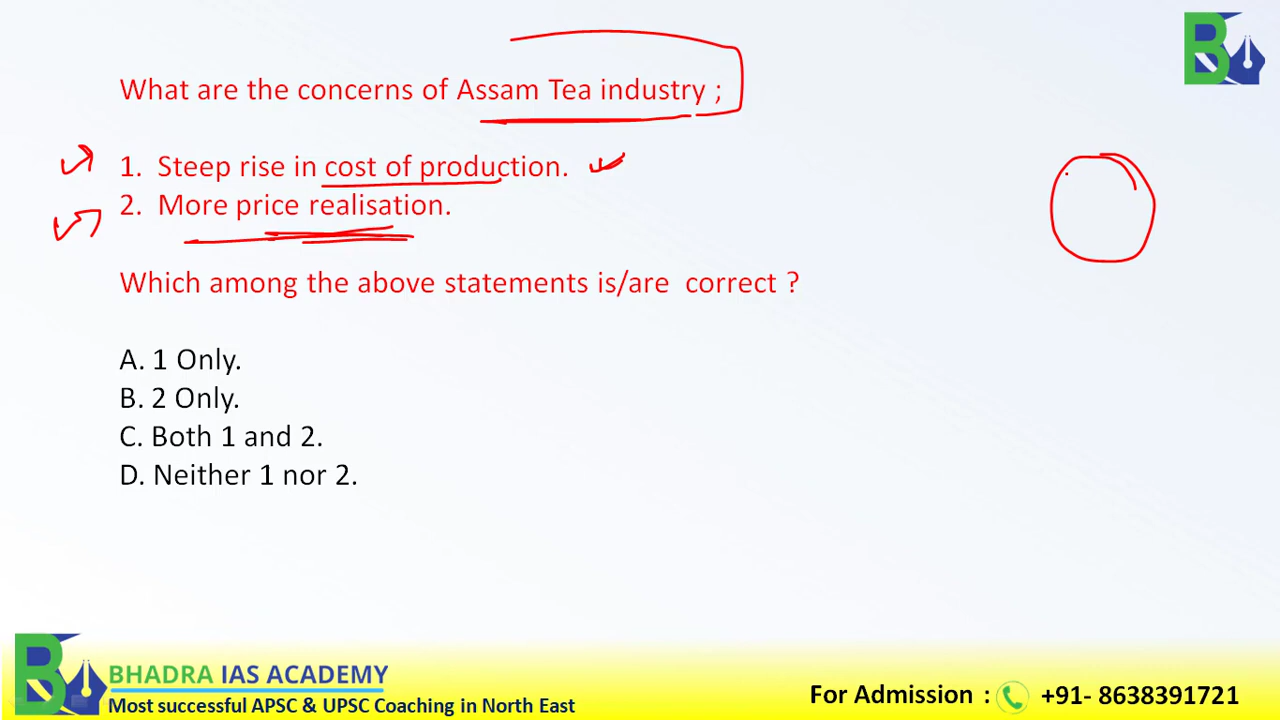 What are the concerns of Assam Tea industry ;
1. Steep rise in cost of production.
2. More price realisation.
Which among the above statements is/are correct ?
A. 1 Only.
B. 2 Only.
C. Both 1 and 2.
D. Neither 1 nor 2.
BHADRA IAS ACADEMY
Most successful APSC & UPSC Coaching in North East
For Admission : +91- 8638391721